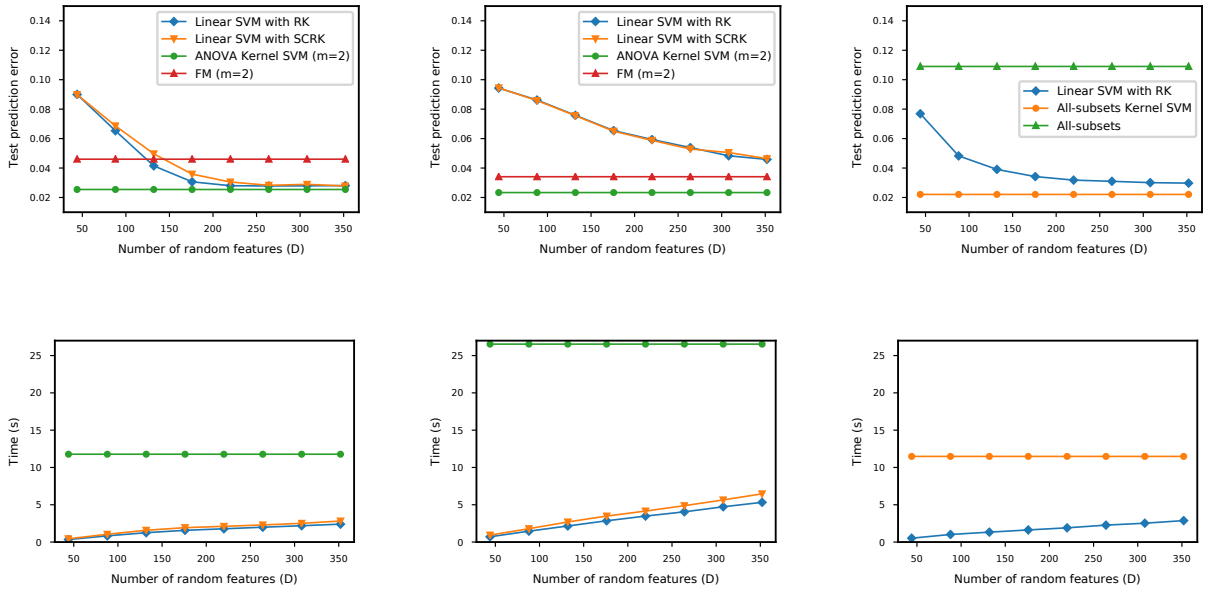 0.14
0.12
0.10
0.08
0.06
0.04
0.02
Test prediction error
Linear SVM with RK
Linear SVM with SCRK
ANOVA Kernel SVM (m=2)
FM (m=2)
50 100 150 200 250 300 350
Number of random features (D)
0.14
0.12
0.10
0.08
0.06
0.04
0.02
Test prediction error
Linear SVM with RK
Linear SVM with SCRK
ANOVA Kernel SVM (m=2)
FM (m=2)
50 100 150 200 250 300 350
Number of random features (D)
0.14
0.12
0.10
0.08
0.06
0.04
0.02
Test prediction error
Linear SVM with RK
All-subsets Kernel SVM
All-subsets
50 100 150 200 250 300 350
Number of random features (D)
25
20
15
10
5
0
Time (s)
50 100 150 200 250 300 350
Number of random features (D)
25
20
15
10
5
0
Time (s)
50 100 150 200 250 300 350
Number of random features (D)
25
20
15
10
5
0
Time (s)
50 100 150 200 250 300 350
Number of random features (D)